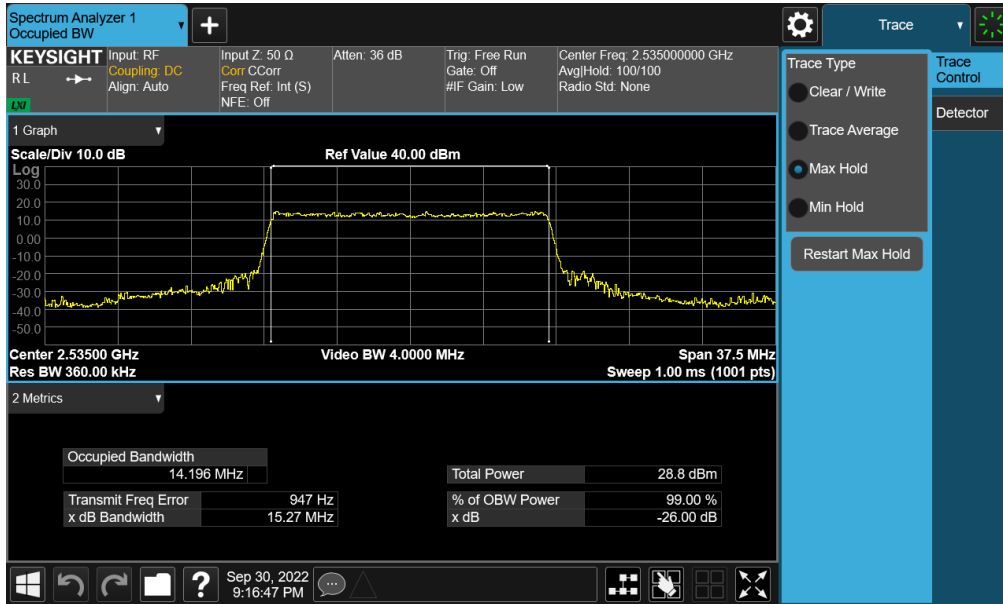 Spectrum Analyzer 1
Occupied BW
+
Trace
KEYSIGHT
R L
LXI
Input: RF
Coupling: DC
Align: Auto
Input Z: 50 Ω
Corr CCorr
Freq Ref: Int (S)
NFE: Off
Atten: 36 dB
Trig: Free Run
Gate: Off
#IF Gain: Low
Center Freq: 2.535000000 GHz
Avg|Hold: 100/100
Radio Std: None
Trace Type
Clear / Write
Trace Average
Max Hold
Min Hold
Restart Max Hold
Trace
Control
Detector
1 Graph
Scale/Div 10.0 dB
Ref Value 40.00 dBm
Log
30.0
20.0
10.0
0.00
-10.0
-20.0
-30.0
-40.0
-50.0
Center 2.53500 GHz
Video BW 4.0000 MHz
Span 37.5 MHz
Res BW 360.00 kHz
Sweep 1.00 ms (1001 pts)
2 Metrics
Occupied Bandwidth
14.196 MHz
Total Power 28.8 dBm
Transmit Freq Error 947 Hz
% of OBW Power 99.00 %
x dB Bandwidth 15.27 MHz
x dB -26.00 dB
?
Sep 30, 2022
9:16:47 PM